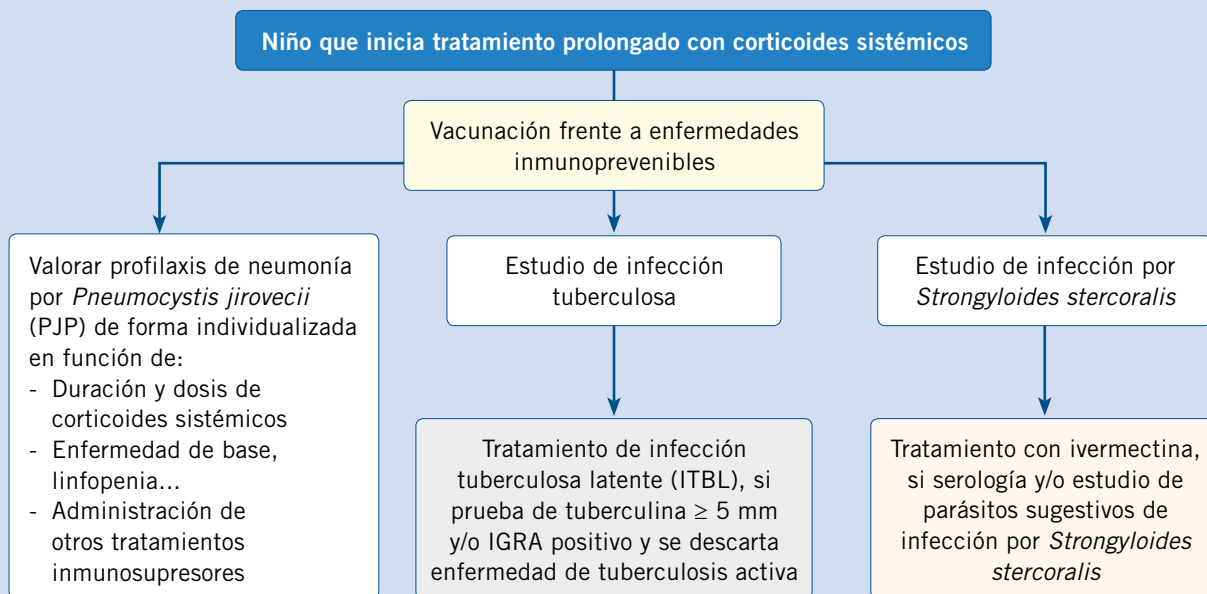 Niño que inicia tratamiento prolongado con corticoides sistémicos
Vacunación frente a enfermedades
inmunoprevenibles
Valorar profilaxis de neumonía
por Pneumocystis jirovecii
(PJP) de forma individualizada
en función de:
- Duración y dosis de
corticoides sistémicos
- Enfermedad de base,
linfopenia...
- Administración de
otros tratamientos
inmunosupresores
Estudio de infección
tuberculosa
Tratamiento de infección
tuberculosa latente (ITBL), si
prueba de tuberculina ≥ 5 mm
y/o IGRA positivo y se descarta
enfermedad de tuberculosis activa
Estudio de infección por
Strongyloides stercoralis
Tratamiento con ivermectina,
si serología y/o estudio de
parásitos sugestivos de
infección por Strongyloides
stercoralis